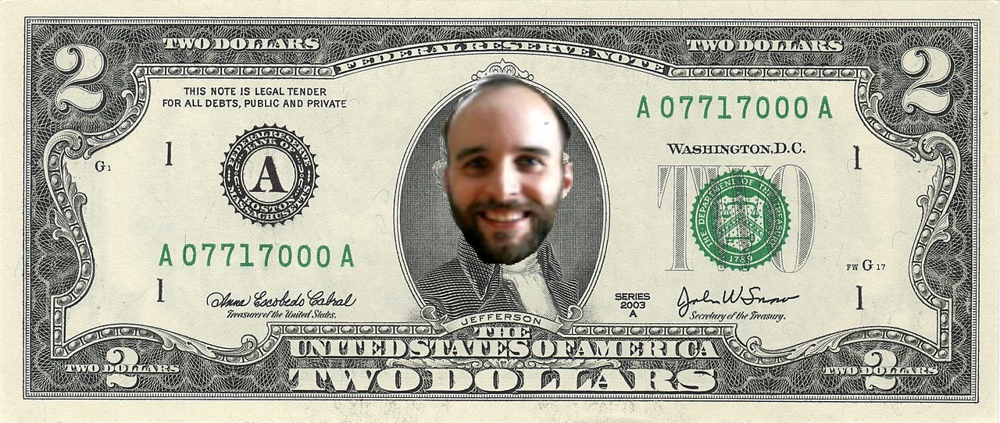 TWO DOLLARS
TWO DOLLARS
FEDERAL RESERVE NOTE
2
2
THIS NOTE IS LEGAL TENDER
FOR ALL DEBTS, PUBLIC AND PRIVATE
A 07717000 A
WASHINGTON, D.C.
1
1
G1
FEDERAL RESERVE
BANK OF
BOSTON
MASSACHUSETTS
A
TWO
THE DEPARTMENT OF THE TREASURY
1789
A 07717000 A
FW G 17
1
1
Anna Escobedo Cabral
Treasurer of the United States.
SERIES
2003
A
John W Snow
Secretary of the Treasury.
JEFFERSON
THE
UNITED STATES OF AMERICA
TWO DOLLARS
2
TWO DOLLARS
2
TWO DOLLARS